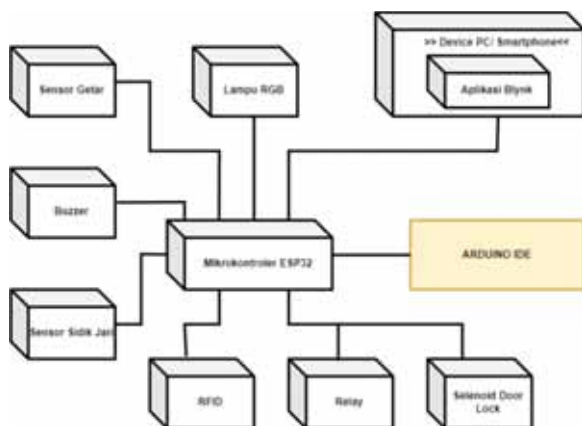 >> Device PC/ Smartphone<<
Sensor Getar
Lampu RGB
Aplikasi Blynk
Buzzer
Mikrokontroler ESP32
ARDUINO IDE
Sensor Sidik Jari
RFID
Relay
Selenoid Door
Lock